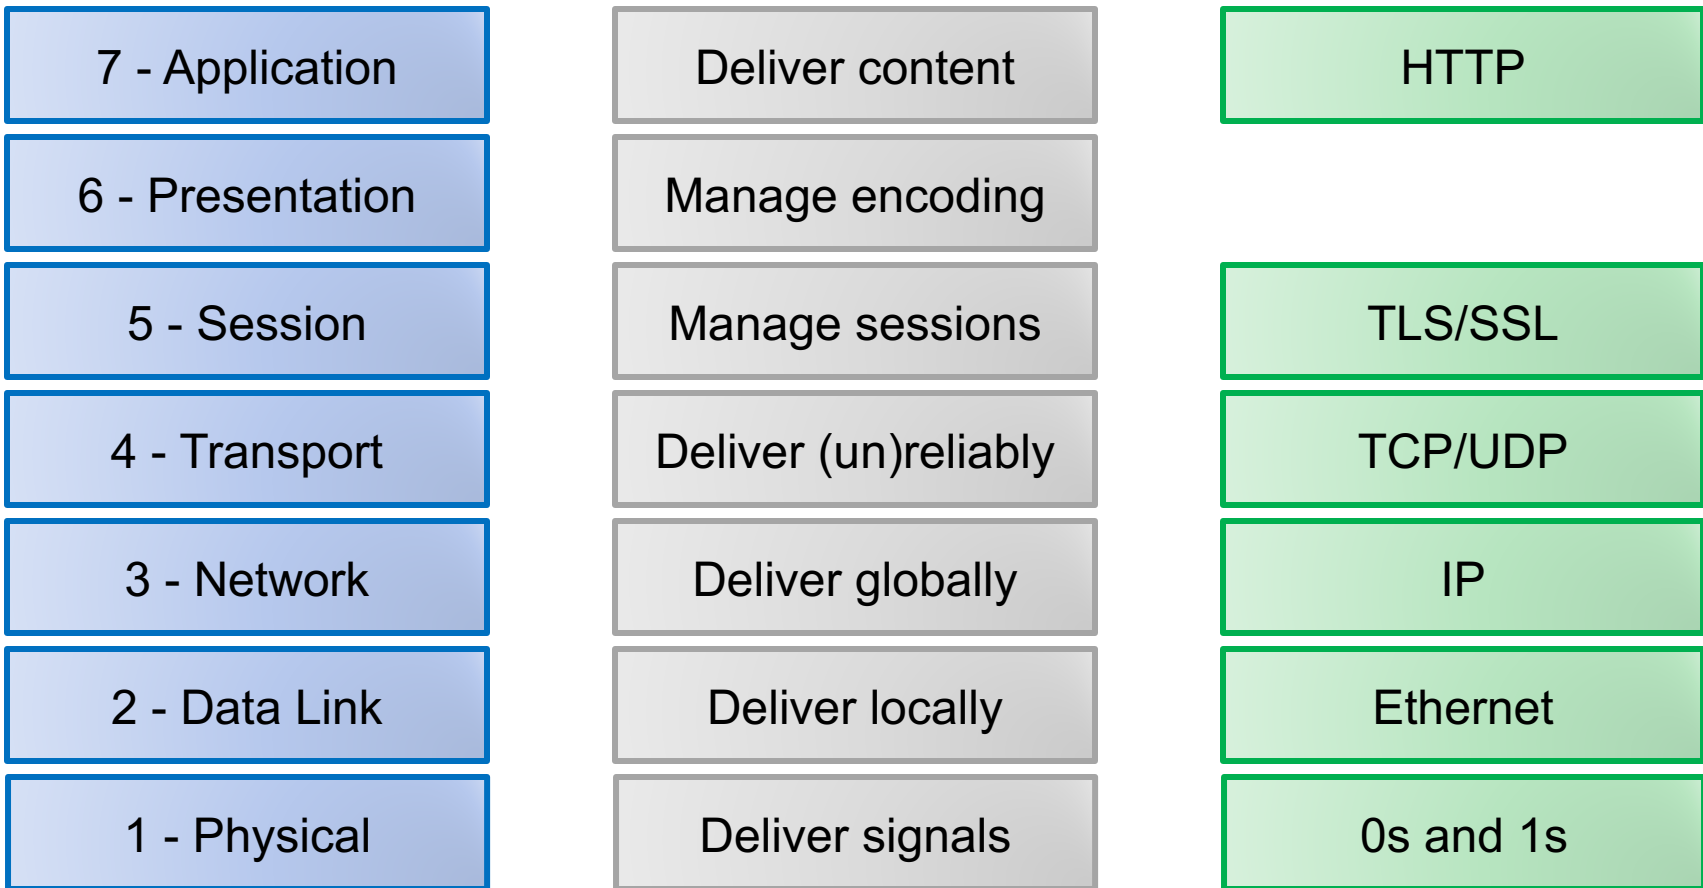 7 - Application
Deliver content
HTTP
6 - Presentation
Manage encoding
5 - Session
Manage sessions
TLS/SSL
4 - Transport
Deliver (un)reliably
TCP/UDP
3 - Network
Deliver globally
IP
2 - Data Link
Deliver locally
Ethernet
1 - Physical
Deliver signals
0s and 1s